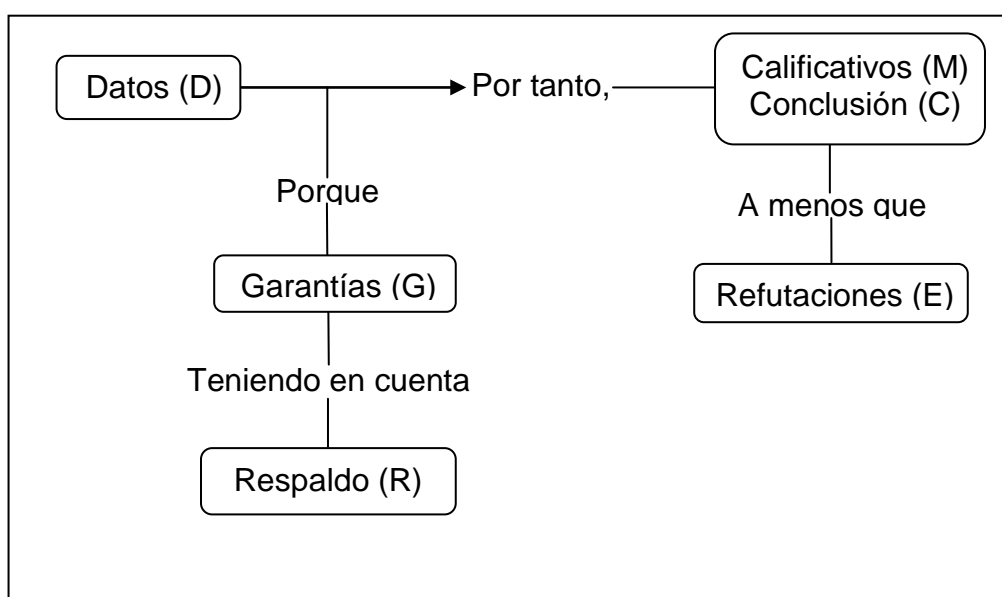 Datos (D)
Por tanto,
Calificativos (M)
Conclusión (C)
Porque
A menos que
Garantías (G)
Refutaciones (E)
Teniendo en cuenta
Respaldo (R)